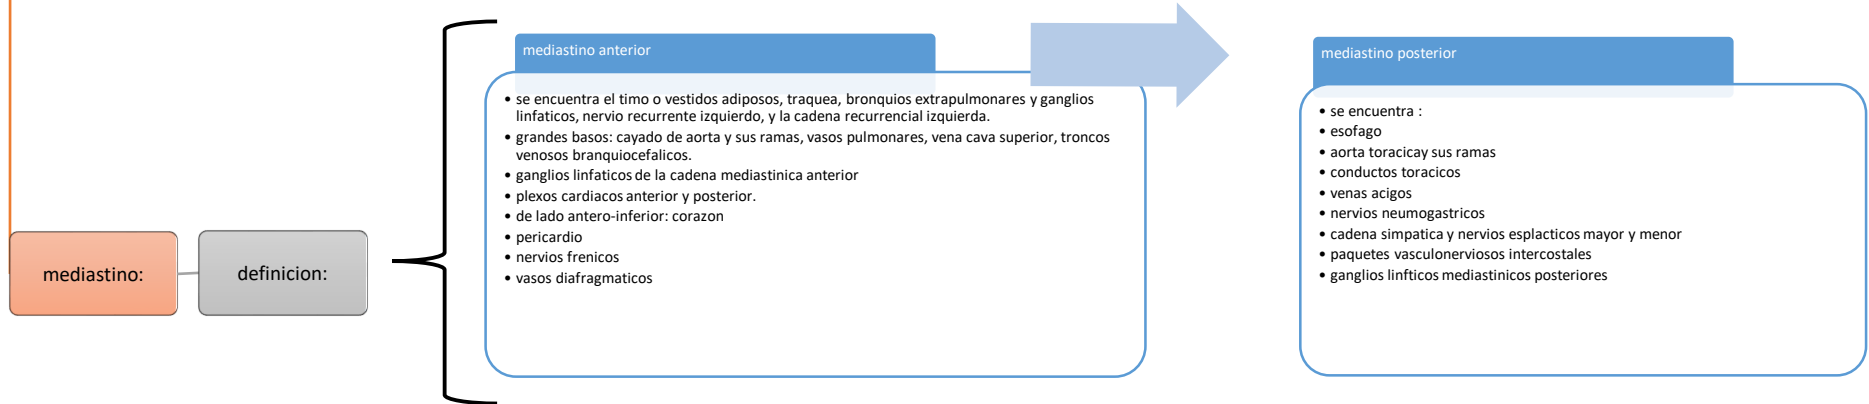 mediastino:
definicion:
mediastino anterior
• se encuentra el timo o vestidos adiposos, traquea, bronquios extrapulmonares y ganglios
linfaticos, nervio recurrente izquierdo, y la cadena recurrencial izquierda.
• grandes basos: cayado de aorta y sus ramas, vasos pulmonares, vena cava superior, troncos
venosos branquiocefalicos.
• ganglios linfaticos de la cadena mediastinica anterior
• plexos cardiacos anterior y posterior.
• de lado antero-inferior: corazon
• pericardio
• nervios frenicos
• vasos diafragmaticos
mediastino posterior
• se encuentra :
• esofago
• aorta toracicay sus ramas
• conductos toracicos
• venas acigos
• nervios neumogastricos
• cadena simpatica y nervios esplacticos mayor y menor
• paquetes vasculonerviosos intercostales
• ganglios linfticos mediastinicos posteriores